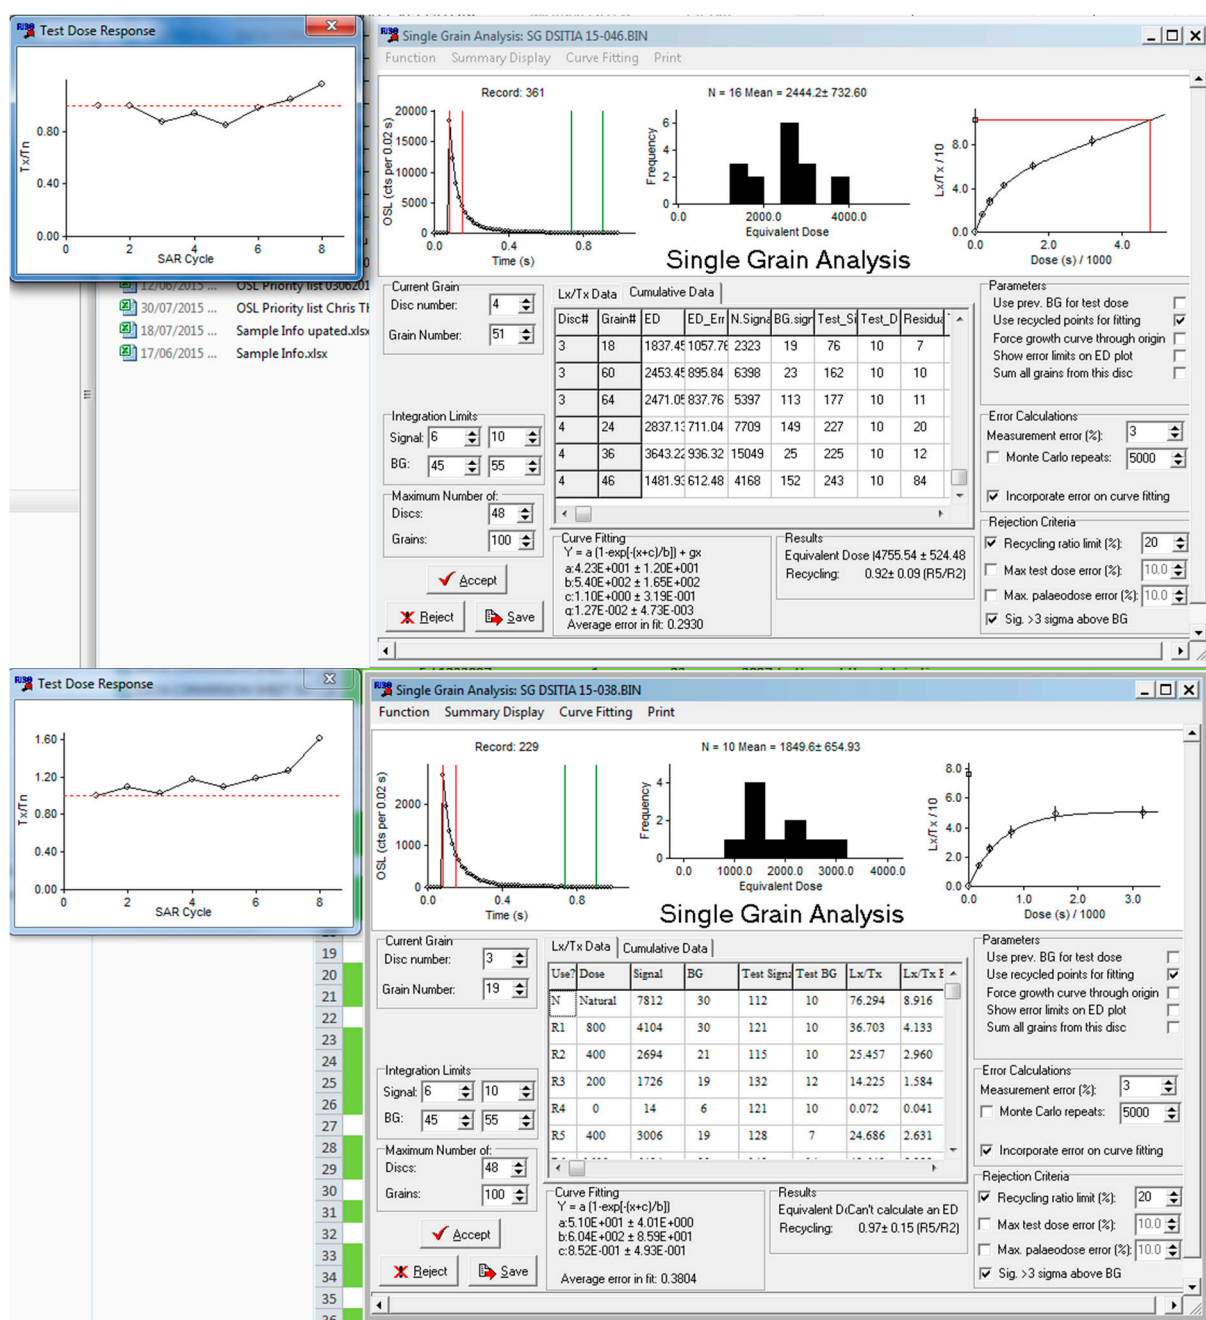 Test Dose Response
Tx/Tn
0.80
0.40
0.00
0 2 4 6 8
SAR Cycle
12/06/2015 ... OSL Priority list 0306201
30/07/2015 ... OSL Priority list Chris Th
18/07/2015 ... Sample Info upated.xlsx
17/06/2015 ... Sample Info.xlsx
Single Grain Analysis: SG DSITIA 15-046.BIN
Function Summary Display Curve Fitting Print
Record: 361
OSL (cts per 0.02 s)
20000
15000
10000
5000
0
0.0 0.4 0.8
Time (s)
N = 16 Mean = 2444.2± 732.60
Frequency
6
4
2
0
0.0 2000.0 4000.0
Equivalent Dose
Lx/Tx / 10
8.0
4.0
0.0
0.0 2.0 4.0
Dose (s) / 1000
Single Grain Analysis
Current Grain
Disc number: 4
Grain Number: 51
Integration Limits
Signal: 6 10
BG: 45 55
Maximum Number of:
Discs: 48
Grains: 100
Accept
Reject Save
Lx/Tx Data Cumulative Data
Disc# Grain# ED ED_Err N.Signa BG.sigr Test_Si Test_D Residua
3 18 1837.45 1057.76 2323 19 76 10 7
3 60 2453.45 895.84 6398 23 162 10 10
3 64 2471.05 837.76 5397 113 177 10 11
4 24 2837.13 711.04 7709 149 227 10 20
4 36 3643.22 936.32 15049 25 225 10 12
4 46 1481.93 612.48 4168 152 243 10 84
Curve Fitting
Y = a (1-exp[-(x+c)/b]) + gx
a:4.23E+001 ± 1.20E+001
b:5.40E+002 ± 1.65E+002
c:1.10E+000 ± 3.19E-001
g:1.27E-002 ± 4.73E-003
Average error in fit: 0.2930
Results
Equivalent Dose (4755.54 ± 524.48
Recycling: 0.92± 0.09 (R5/R2)
Parameters
Use prev. BG for test dose
Use recycled points for fitting
Force growth curve through origin
Show error limits on ED plot
Sum all grains from this disc
Error Calculations
Measurement error (%): 3
Monte Carlo repeats: 5000
Incorporate error on curve fitting
Rejection Criteria
Recycling ratio limit (%): 20
Max test dose error (%): 10.0
Max. palaeodose error (%): 10.0
Sig. >3 sigma above BG
Test Dose Response
Tx/Tn
1.60
1.20
0.80
0.40
0.00
0 2 4 6 8
SAR Cycle
19
20
21
22
23
24
25
26
27
28
29
30
31
32
33
34
35
Single Grain Analysis: SG DSITIA 15-038.BIN
Function Summary Display Curve Fitting Print
Record: 229
OSL (cts per 0.02 s)
2000
1000
0
0.0 0.4 0.8
Time (s)
N = 10 Mean = 1849.6± 654.93
Frequency
4
2
0
0.0 1000.0 2000.0 3000.0 4000.0
Equivalent Dose
Lx/Tx / 10
8.0
6.0
4.0
2.0
0.0
0.0 1.0 2.0 3.0
Dose (s) / 1000
Single Grain Analysis
Current Grain
Disc number: 3
Grain Number: 19
Integration Limits
Signal: 6 10
BG: 45 55
Maximum Number of:
Discs: 48
Grains: 100
Accept
Reject Save
Lx/Tx Data Cumulative Data
Use? Dose Signal BG Test Signa Test BG Lx/Tx Lx/Tx E
N Natural 7812 30 112 10 76.294 8.916
R1 800 4104 30 121 10 36.703 4.133
R2 400 2694 21 115 10 25.457 2.960
R3 200 1726 19 132 12 14.225 1.584
R4 0 14 6 121 10 0.072 0.041
R5 400 3006 19 128 7 24.686 2.631
Curve Fitting
Y = a (1-exp[-(x+c)/b])
a:5.10E+001 ± 4.01E+000
b:6.04E+002 ± 8.59E+001
c:8.52E-001 ± 4.93E-001
Average error in fit: 0.3804
Results
Equivalent D(Can't calculate an ED
Recycling: 0.97± 0.15 (R5/R2)
Parameters
Use prev. BG for test dose
Use recycled points for fitting
Force growth curve through origin
Show error limits on ED plot
Sum all grains from this disc
Error Calculations
Measurement error (%): 3
Monte Carlo repeats: 5000
Incorporate error on curve fitting
Rejection Criteria
Recycling ratio limit (%): 20
Max test dose error (%): 10.0
Max. palaeodose error (%): 10.0
Sig. >3 sigma above BG